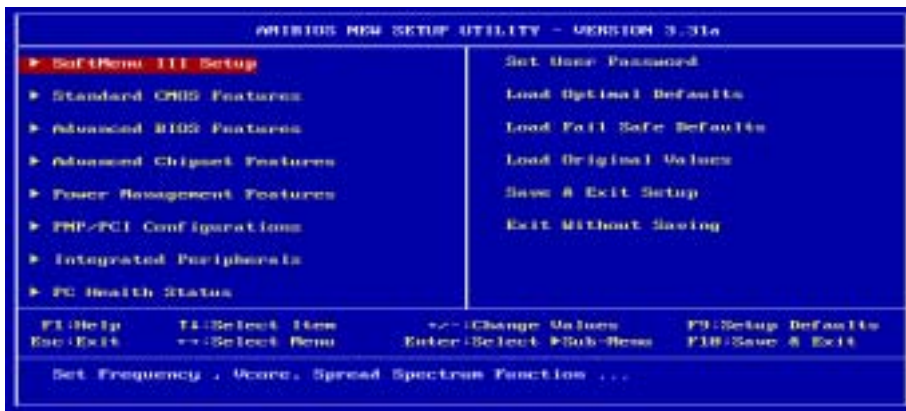 AMIBIOS NEW SETUP UTILITY - VERSION 3.31a
► SoftMenu III Setup
► Standard CMOS Features
► Advanced BIOS Features
► Advanced Chipset Features
► Power Management Features
► PNP/PCI Configurations
► Integrated Peripherals
► PC Health Status
Set User Password
Load Optimal Defaults
Load Fail Safe Defaults
Load Original Values
Save & Exit Setup
Exit Without Saving
F1:Help ↑↓:Select Item +/-:Change Values F9:Setup Defaults
Esc:Exit ←→:Select Menu Enter:Select ►Sub-Menu F10:Save & Exit
Set Frequency , Vcore, Spread Spectrum Function ...